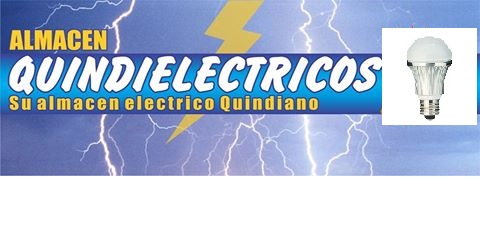 ALMACEN
QUINDIELECTRICOS
Su almacen electrico Quindiano